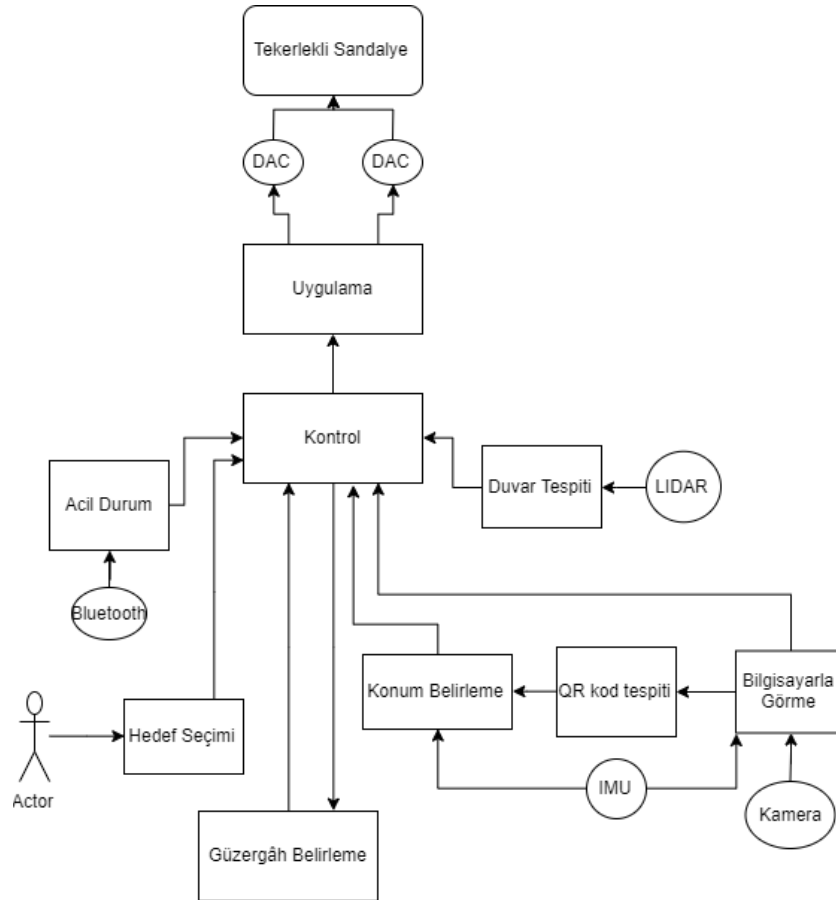 Tekerlekli Sandalye
DAC
DAC
Uygulama
Kontrol
Duvar Tespiti
LIDAR
Acil Durum
Bluetooth
Konum Belirleme
QR kod tespiti
Bilgisayarla
Görme
Hedef Seçimi
Actor
IMU
Kamera
Güzergâh Belirleme